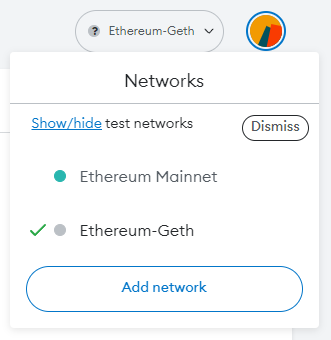 ? Ethereum-Geth
Networks
Show/hide test networks
Dismiss
Ethereum Mainnet
Ethereum-Geth
Add network